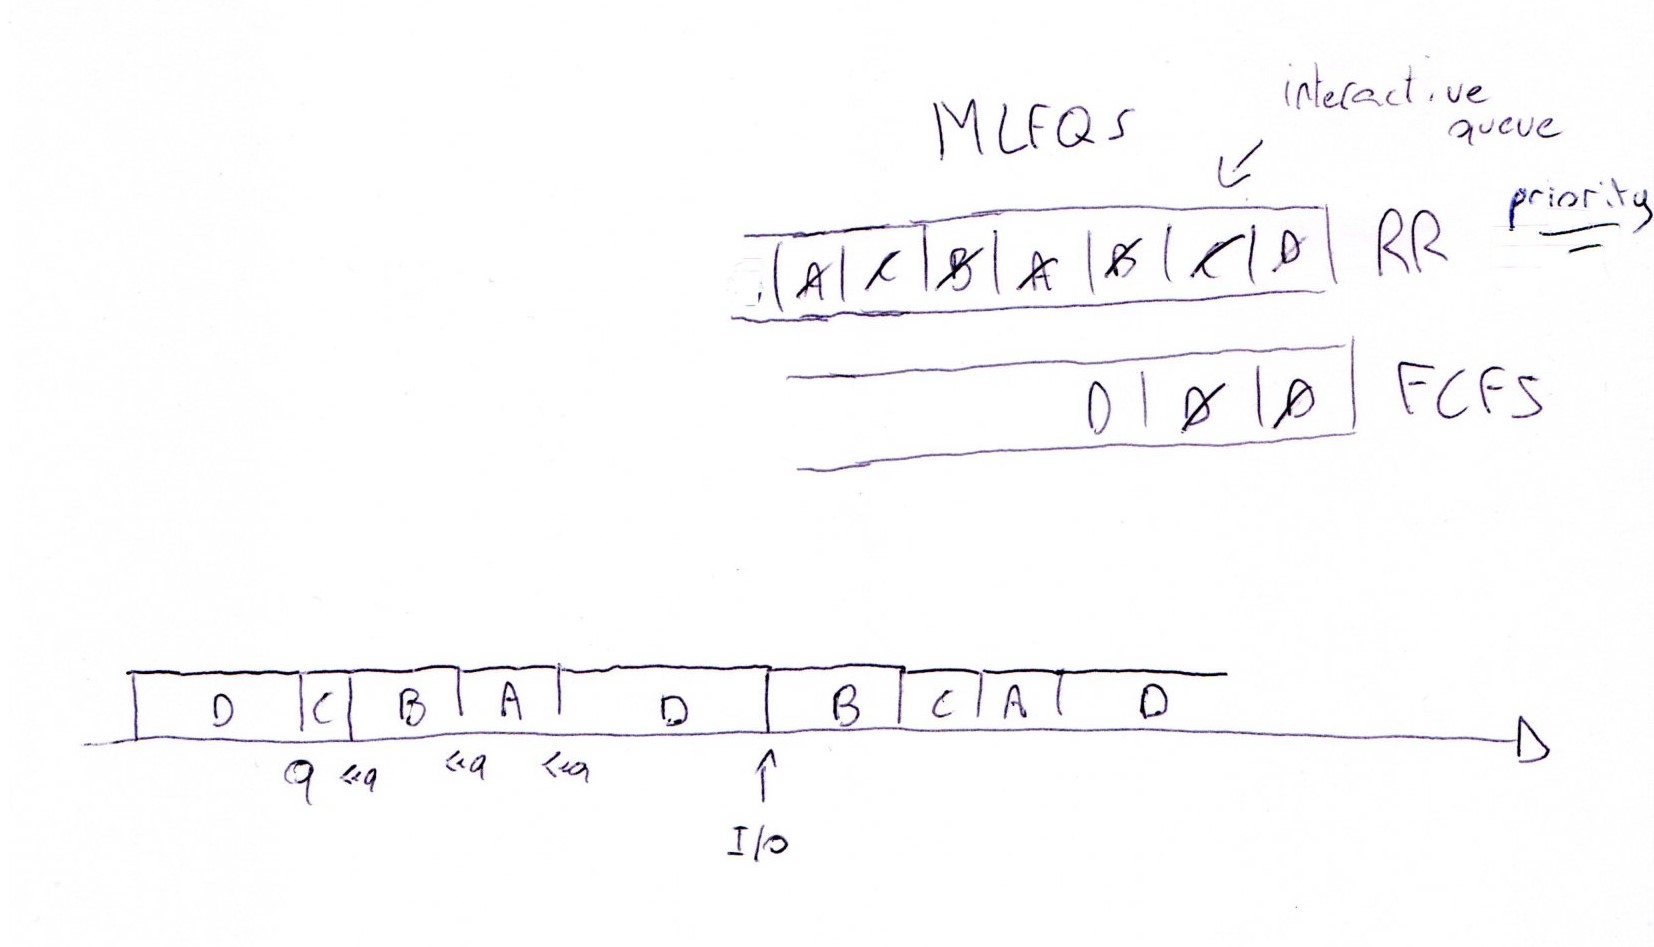 interactive
queue
MLFQS
priority
A C B A B C D RR
D D D FCFS
D C B A D B C A D
q <<q <<q <<q
I/O